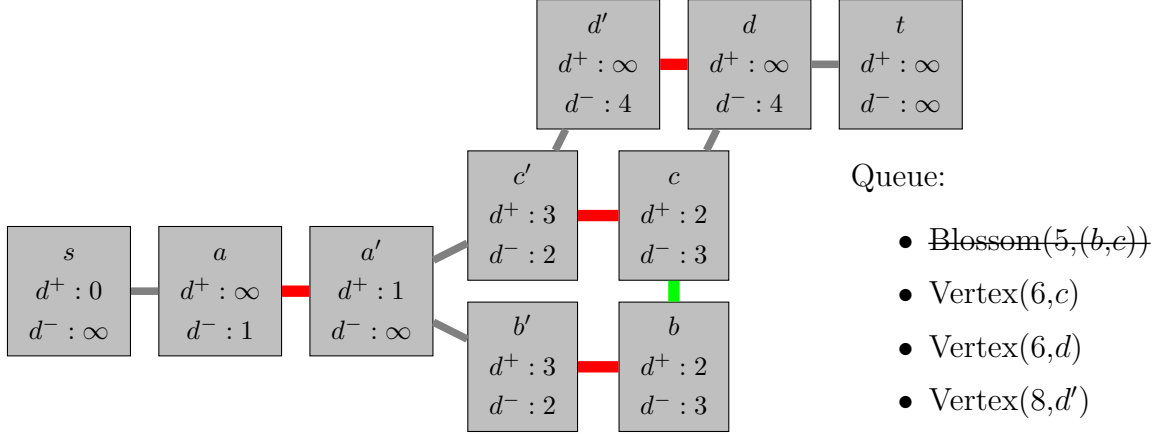 d′
d⁺ : ∞
d⁻ : 4
d
d⁺ : ∞
d⁻ : 4
t
d⁺ : ∞
d⁻ : ∞
c′
d⁺ : 3
d⁻ : 2
c
d⁺ : 2
d⁻ : 3
s
d⁺ : 0
d⁻ : ∞
a
d⁺ : ∞
d⁻ : 1
a′
d⁺ : 1
d⁻ : ∞
b′
d⁺ : 3
d⁻ : 2
b
d⁺ : 2
d⁻ : 3
Queue:
• Blossom(5,(b,c))
• Vertex(6,c)
• Vertex(6,d)
• Vertex(8,d′)